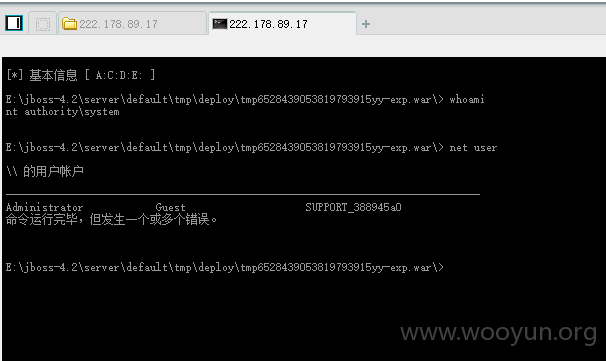 222.178.89.17
222.178.89.17
[*] 基本信息 [ A:C:D:E: ]
E:\jboss-4.2\server\default\tmp\deploy\tmp6528439053819793915yy-exp.war\> whoami
nt authority\system
E:\jboss-4.2\server\default\tmp\deploy\tmp6528439053819793915yy-exp.war\> net user
\\ 的用户帐户
Administrator Guest SUPPORT_388945a0
命令运行完毕，但发生一个或多个错误。
E:\jboss-4.2\server\default\tmp\deploy\tmp6528439053819793915yy-exp.war\>
www.wooyun.org